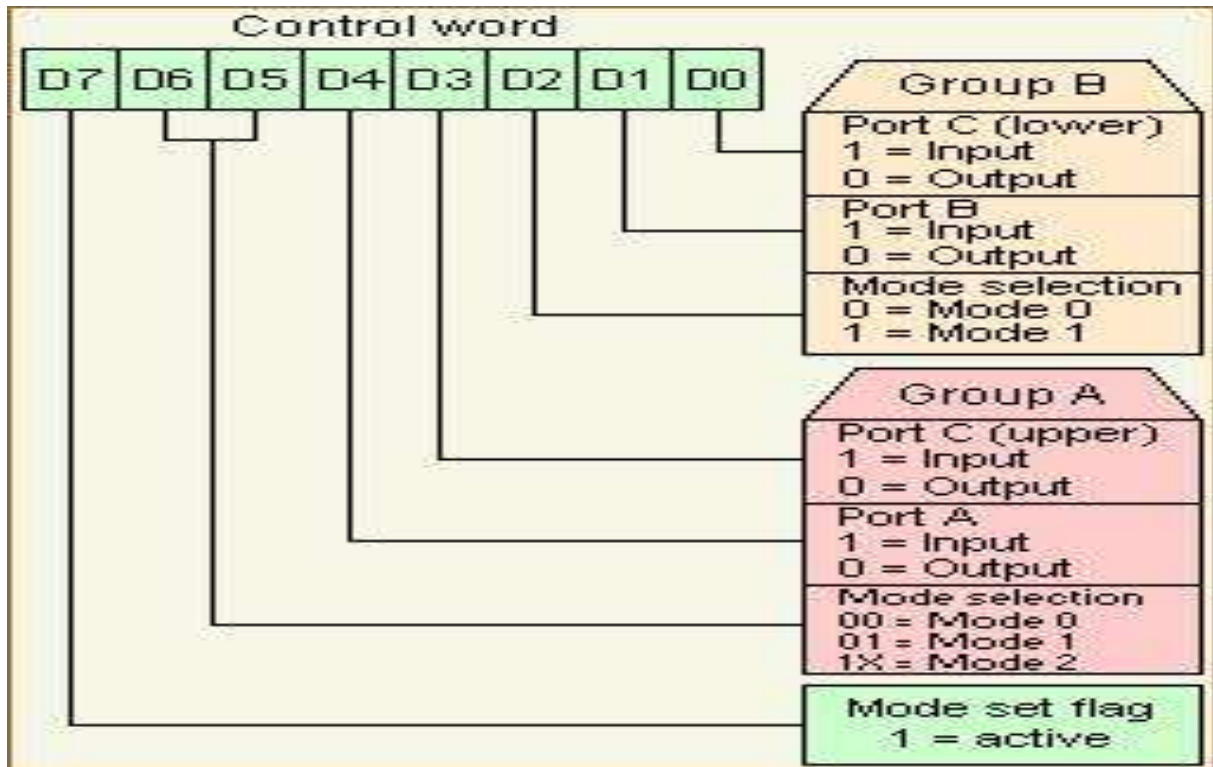 Control word
D7 D6 D5 D4 D3 D2 D1 D0
Group B
Port C (lower)
1 = Input
0 = Output
Port B
1 = Input
0 = Output
Mode selection
0 = Mode 0
1 = Mode 1
Group A
Port C (upper)
1 = Input
0 = Output
Port A
1 = Input
0 = Output
Mode selection
00 = Mode 0
01 = Mode 1
1X = Mode 2
Mode set flag
1 = active